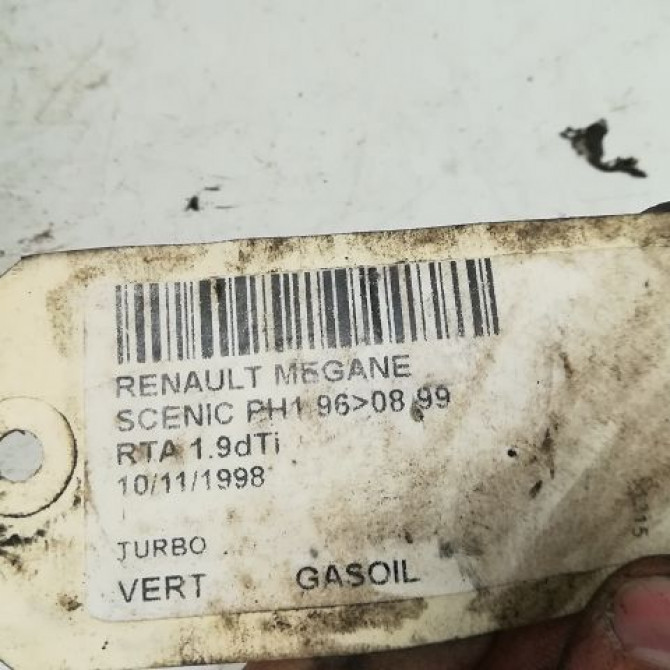 RENAULT MEGANE
SCENIC PH1 96>08.99
RTA 1.9dTi
10/11/1998
TURBO
VERT GASOIL